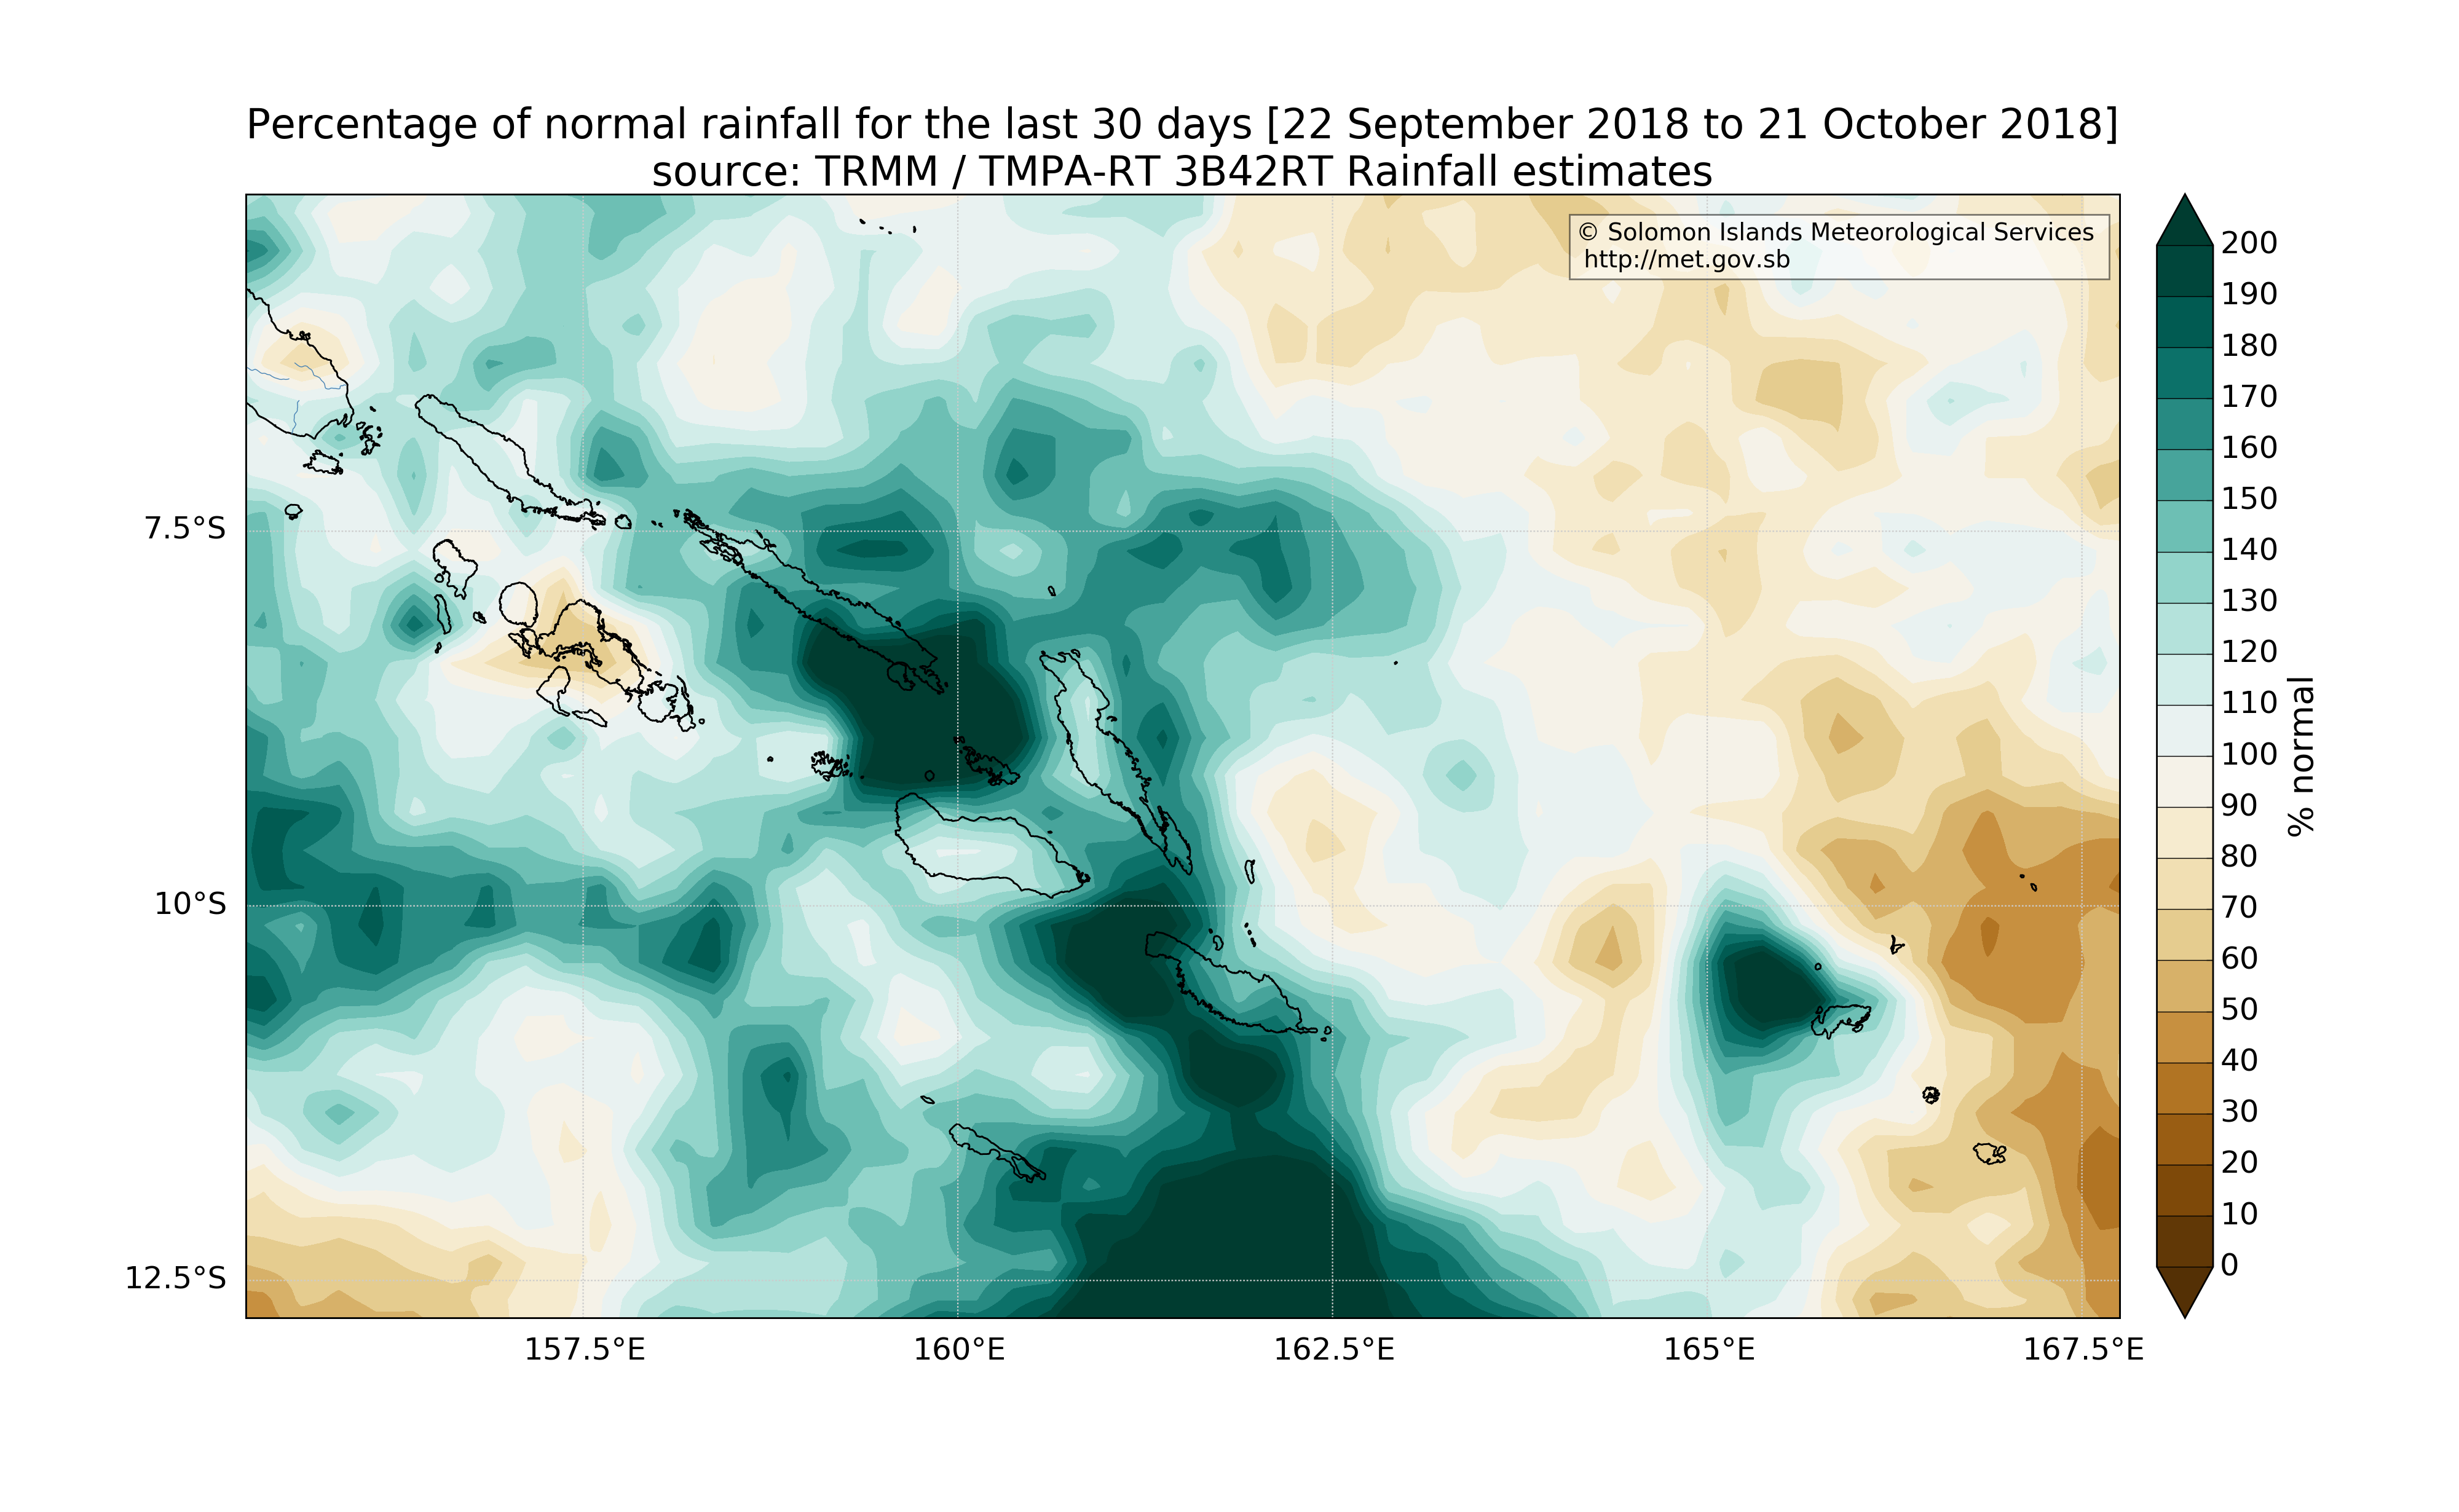 Percentage of normal rainfall for the last 30 days [22 September 2018 to 21 October 2018]
source: TRMM / TMPA-RT 3B42RT Rainfall estimates
© Solomon Islands Meteorological Services
http://met.gov.sb
7.5°S
10°S
12.5°S
157.5°E
160°E
162.5°E
165°E
167.5°E
200
190
180
170
160
150
140
130
120
110
100
90
80
70
60
50
40
30
20
10
0
% normal